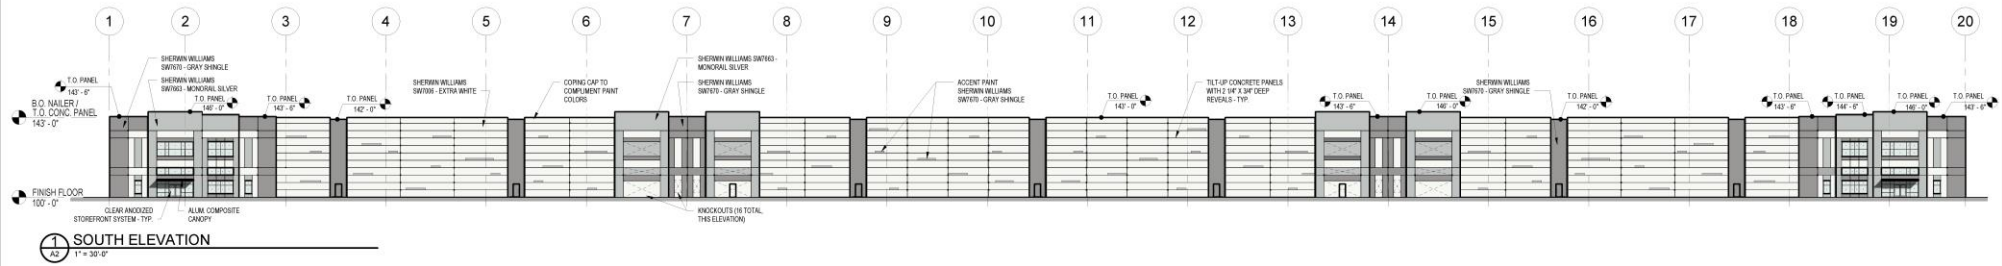 1 2 3 4 5 6 7 8 9 10 11 12 13 14 15 16 17 18 19 20
SHERWIN WILLIAMS
SW7670 - GRAY SHINGLE
SHERWIN WILLIAMS
SW7663 - MONORAIL SILVER
T.O. PANEL
143' - 6"
B.O. NAILER /
T.O. CONC. PANEL
143' - 0"
T.O. PANEL
146' - 0"
T.O. PANEL
143' - 6"
T.O. PANEL
142' - 0"
SHERWIN WILLIAMS
SW7006 - EXTRA WHITE
COPING CAP TO
COMPLIMENT PAINT
COLORS
SHERWIN WILLIAMS SW7663 -
MONORAIL SILVER
SHERWIN WILLIAMS
SW7670 - GRAY SHINGLE
ACCENT PAINT
SHERWIN WILLIAMS
SW7670 - GRAY SHINGLE
T.O. PANEL
143' - 0"
TILT-UP CONCRETE PANELS
WITH 2 1/4" X 3/4" DEEP
REVEALS - TYP
T.O. PANEL
143' - 6"
T.O. PANEL
146' - 0"
SHERWIN WILLIAMS
SW7670 - GRAY SHINGLE
T.O. PANEL
142' - 0"
T.O. PANEL
143' - 6"
T.O. PANEL
144' - 6"
T.O. PANEL
146' - 0"
T.O. PANEL
143' - 6"
FINISH FLOOR
100' - 0"
CLEAR ANODIZED
STOREFRONT SYSTEM - TYP.
ALUM. COMPOSITE
CANOPY
KNOCKOUTS (16 TOTAL,
THIS ELEVATION)
1
A2
SOUTH ELEVATION
1" = 30'-0"